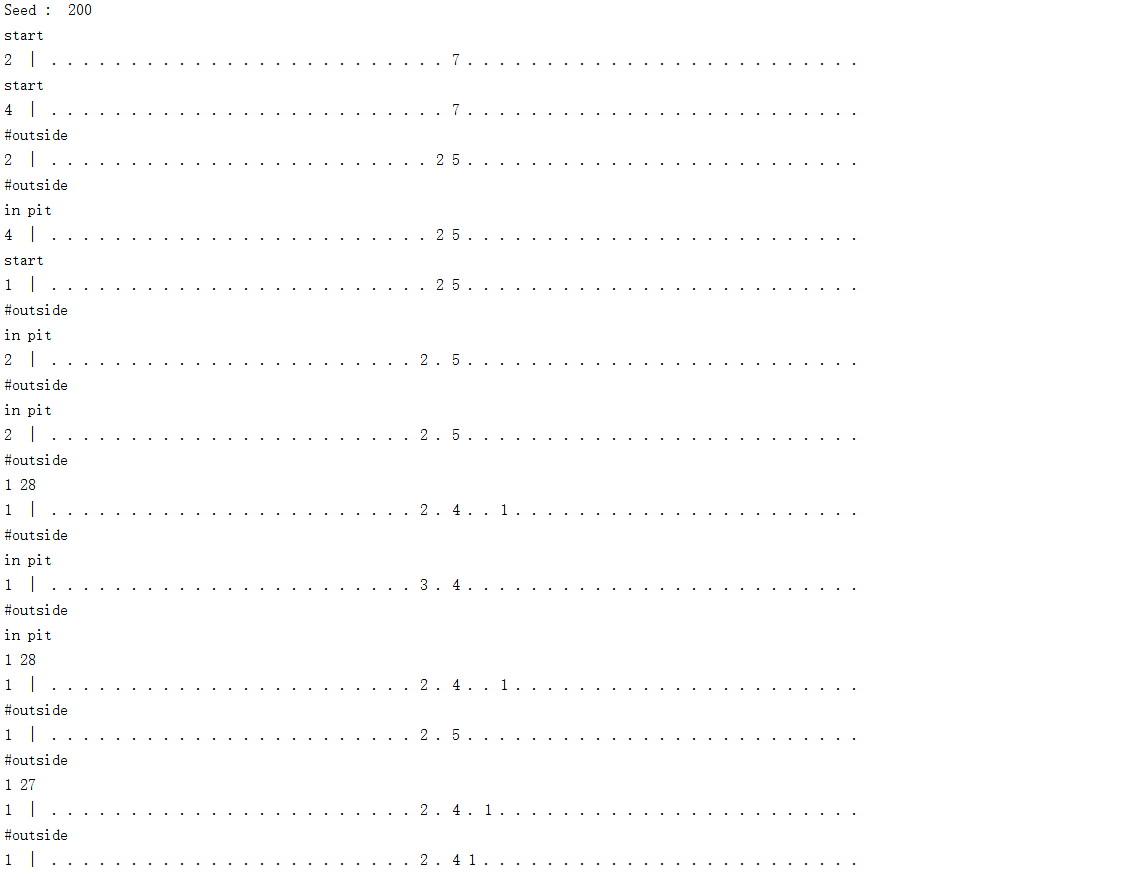 Seed :  200
start
2  | . . . . . . . . . . . . . . . . . . . . . . . . . 7 . . . . . . . . . . . . . . . . . . . . . . . . .
start
4  | . . . . . . . . . . . . . . . . . . . . . . . . . 7 . . . . . . . . . . . . . . . . . . . . . . . . .
#outside
2  | . . . . . . . . . . . . . . . . . . . . . . . . 2 5 . . . . . . . . . . . . . . . . . . . . . . . . .
#outside
in pit
4  | . . . . . . . . . . . . . . . . . . . . . . . . 2 5 . . . . . . . . . . . . . . . . . . . . . . . . .
start
1  | . . . . . . . . . . . . . . . . . . . . . . . . 2 5 . . . . . . . . . . . . . . . . . . . . . . . . .
#outside
in pit
2  | . . . . . . . . . . . . . . . . . . . . . . . 2 . 5 . . . . . . . . . . . . . . . . . . . . . . . . .
#outside
in pit
2  | . . . . . . . . . . . . . . . . . . . . . . . 2 . 5 . . . . . . . . . . . . . . . . . . . . . . . . .
#outside
1 28
1  | . . . . . . . . . . . . . . . . . . . . . . . 2 . 4 . . 1 . . . . . . . . . . . . . . . . . . . . . .
#outside
in pit
1  | . . . . . . . . . . . . . . . . . . . . . . . 3 . 4 . . . . . . . . . . . . . . . . . . . . . . . . .
#outside
in pit
1 28
1  | . . . . . . . . . . . . . . . . . . . . . . . 2 . 4 . . 1 . . . . . . . . . . . . . . . . . . . . . .
#outside
1  | . . . . . . . . . . . . . . . . . . . . . . . 2 . 5 . . . . . . . . . . . . . . . . . . . . . . . . .
#outside
1 27
1  | . . . . . . . . . . . . . . . . . . . . . . . 2 . 4 . 1 . . . . . . . . . . . . . . . . . . . . . . .
#outside
1  | . . . . . . . . . . . . . . . . . . . . . . . 2 . 4 1 . . . . . . . . . . . . . . . . . . . . . . . .